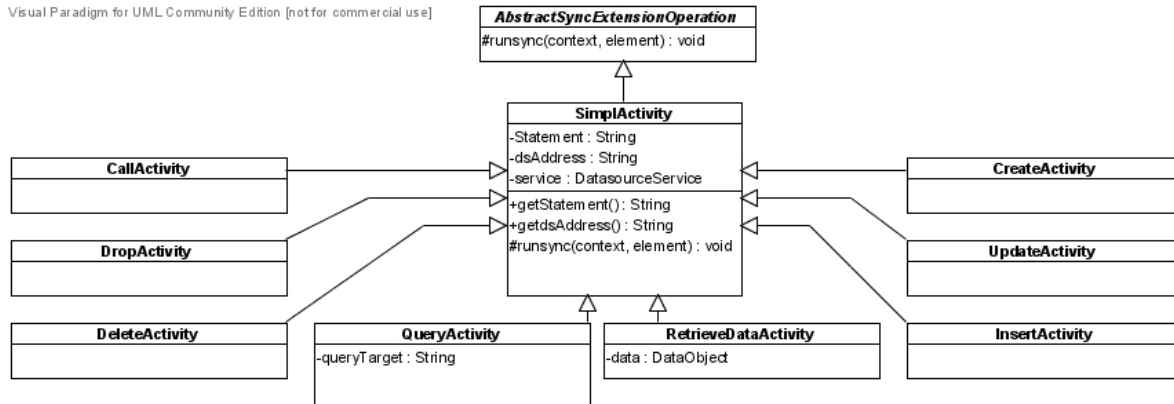 Visual Paradigm for UML Community Edition [not for commercial use]
AbstractSyncExtensionOperation
#runsync(context, element) : void
SimplActivity
-Statement : String
-dsAddress : String
-service : DatasourceService
+getStatement() : String
+getdsAddress() : String
#runsync(context, element) : void
CallActivity
CreateActivity
DropActivity
UpdateActivity
DeleteActivity
QueryActivity
-queryTarget : String
RetrieveDataActivity
-data : DataObject
InsertActivity